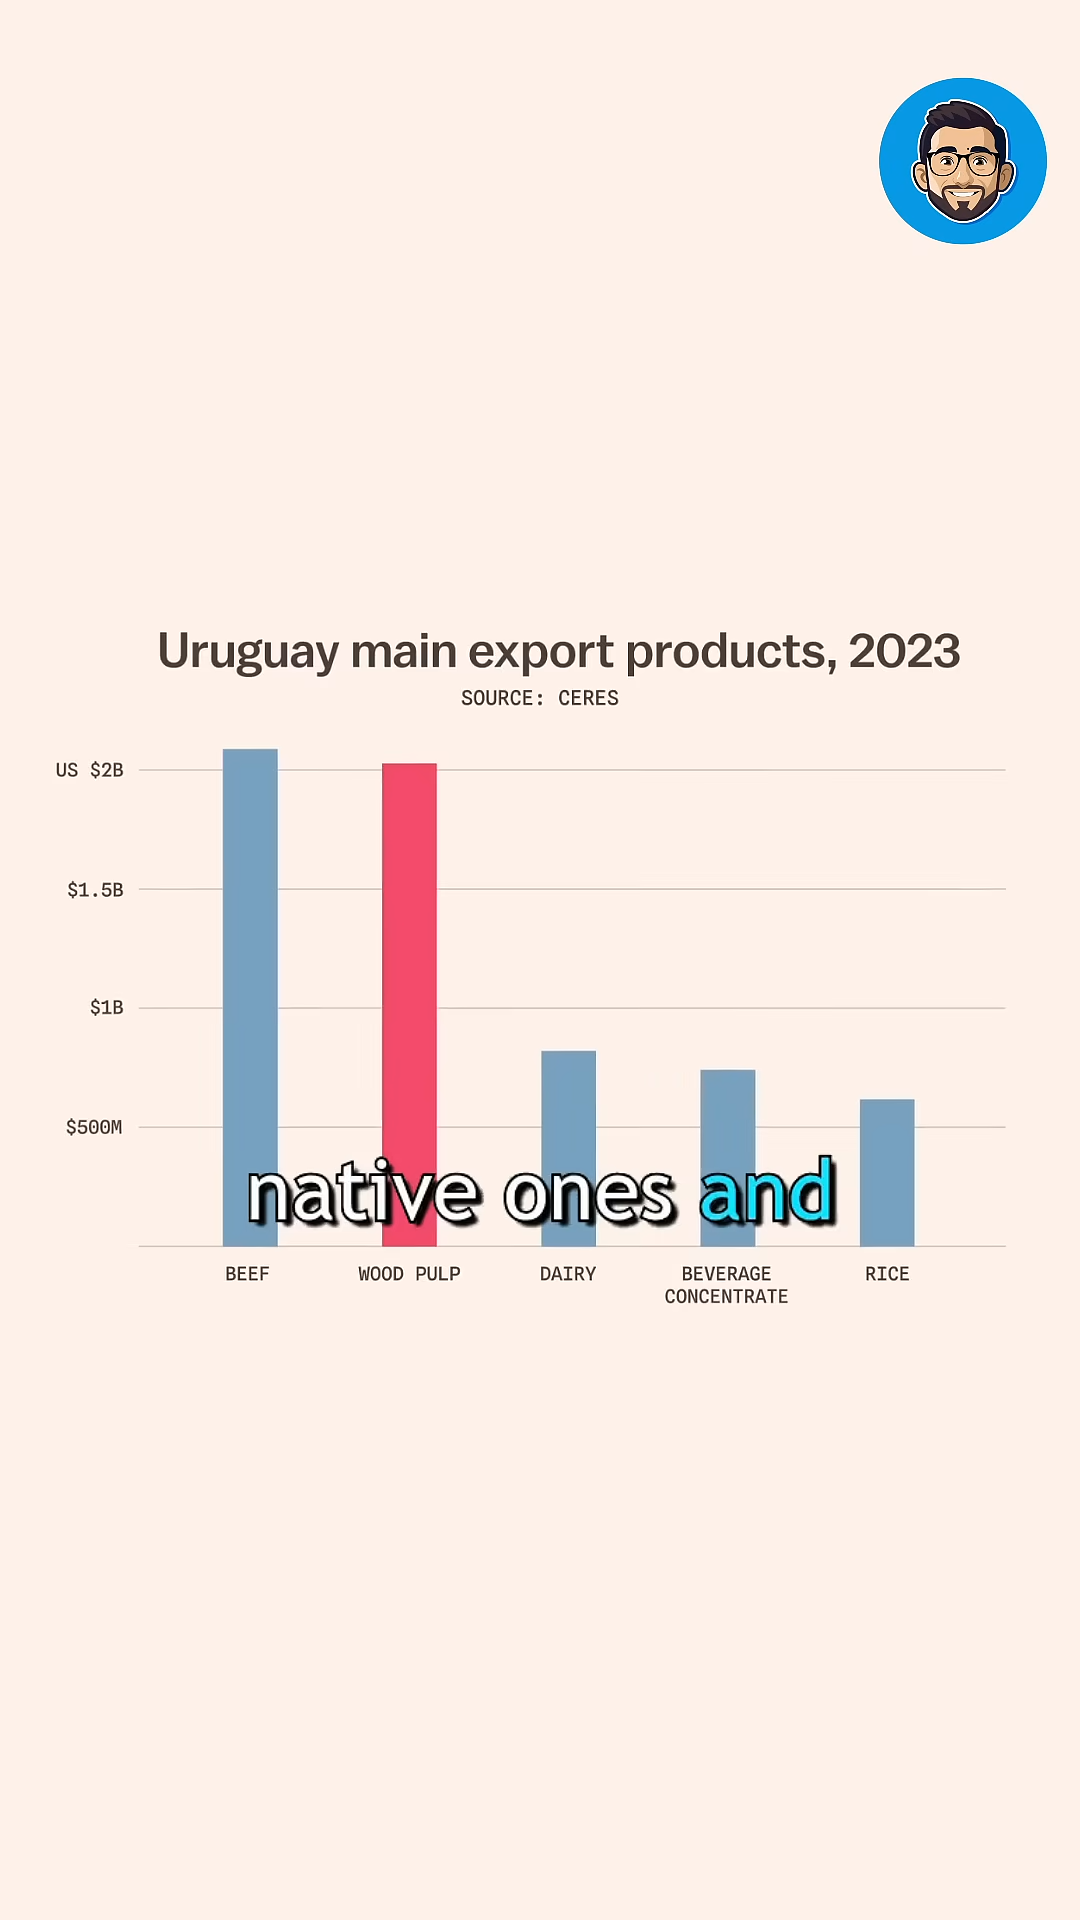 Uruguay main export products, 2023
SOURCE: CERES
US $2B
$1.5B
$1B
$500M
native ones and
BEEF
WOOD PULP
DAIRY
BEVERAGE
CONCENTRATE
RICE